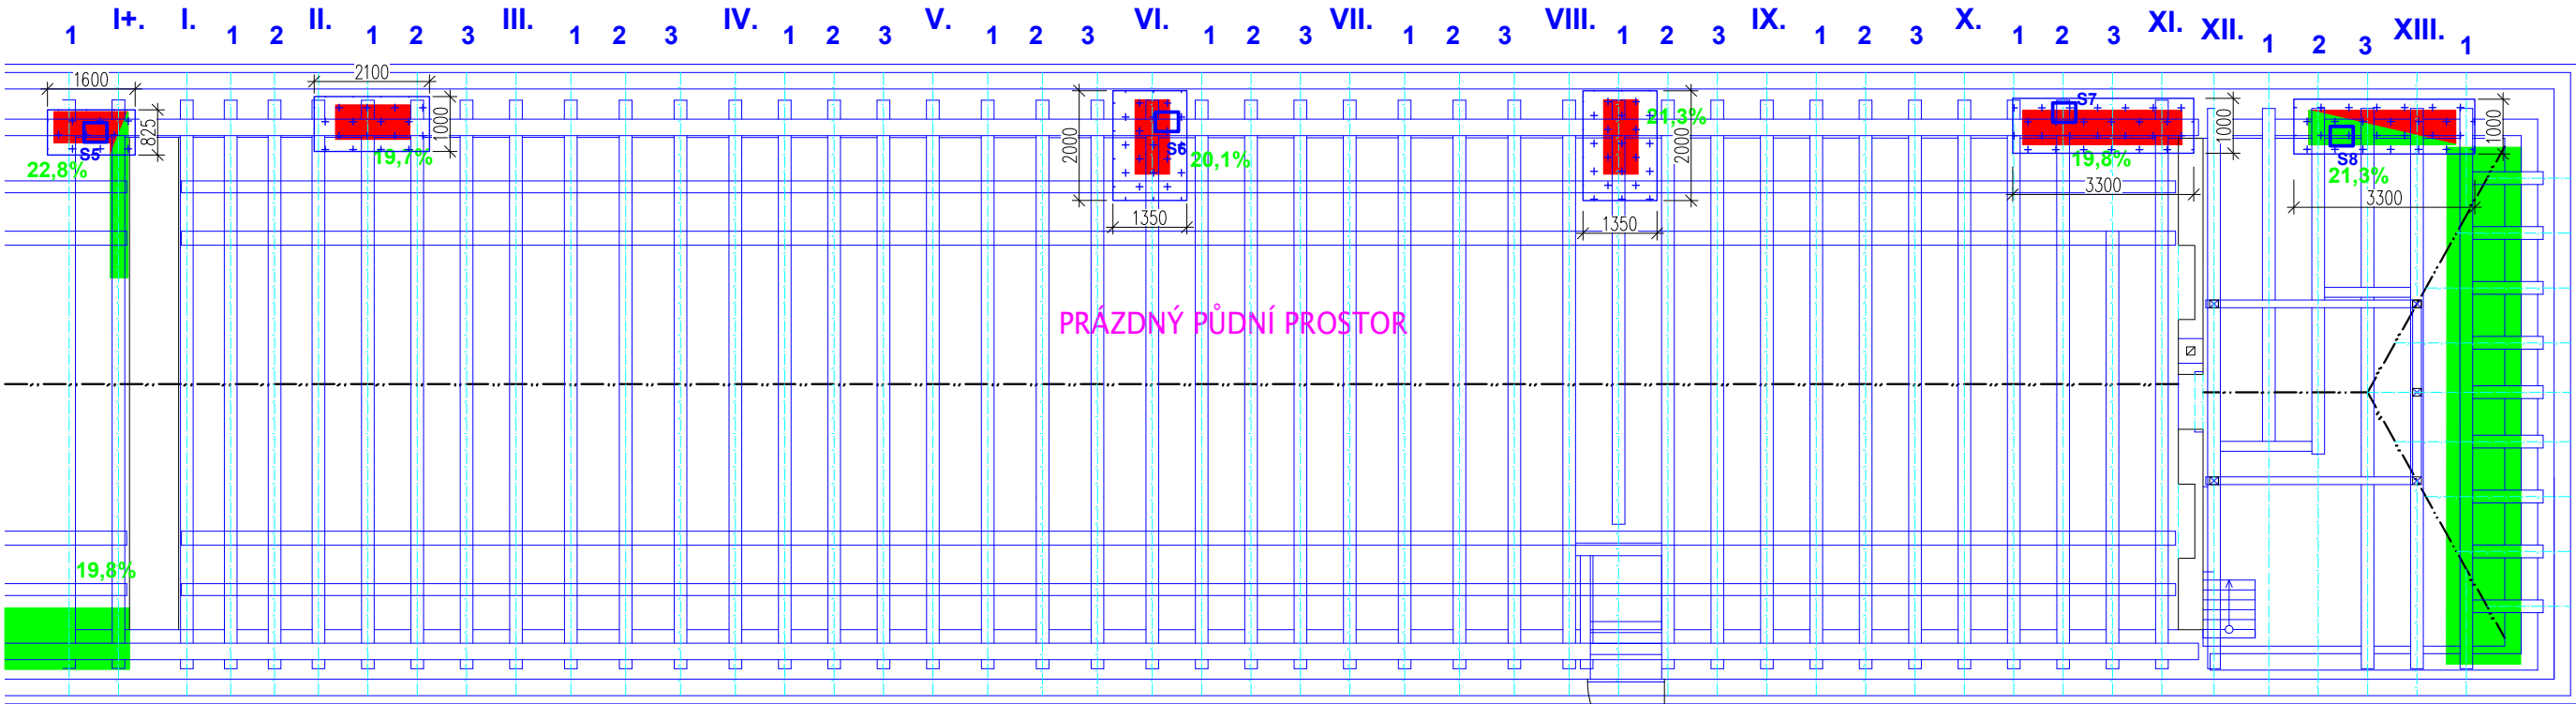 I+. I. II. III. IV. V. VI. VII. VIII. IX. X. XI. XII. XIII.
1 1 2 1 2 3 1 2 3 1 2 3 1 2 3 1 2 3 1 2 3 1 2 3 1 2 3 1 2 3 1 2 3 1
1600 2100
825 1000 2000 2000 1000 1000
S5 S6 S7 S8
22,8% 19,7% 20,1% 21,3% 19,8% 21,3%
3300 3300
1350 1350
PRÁZDNÝ PŮDNÍ PROSTOR
19,8%